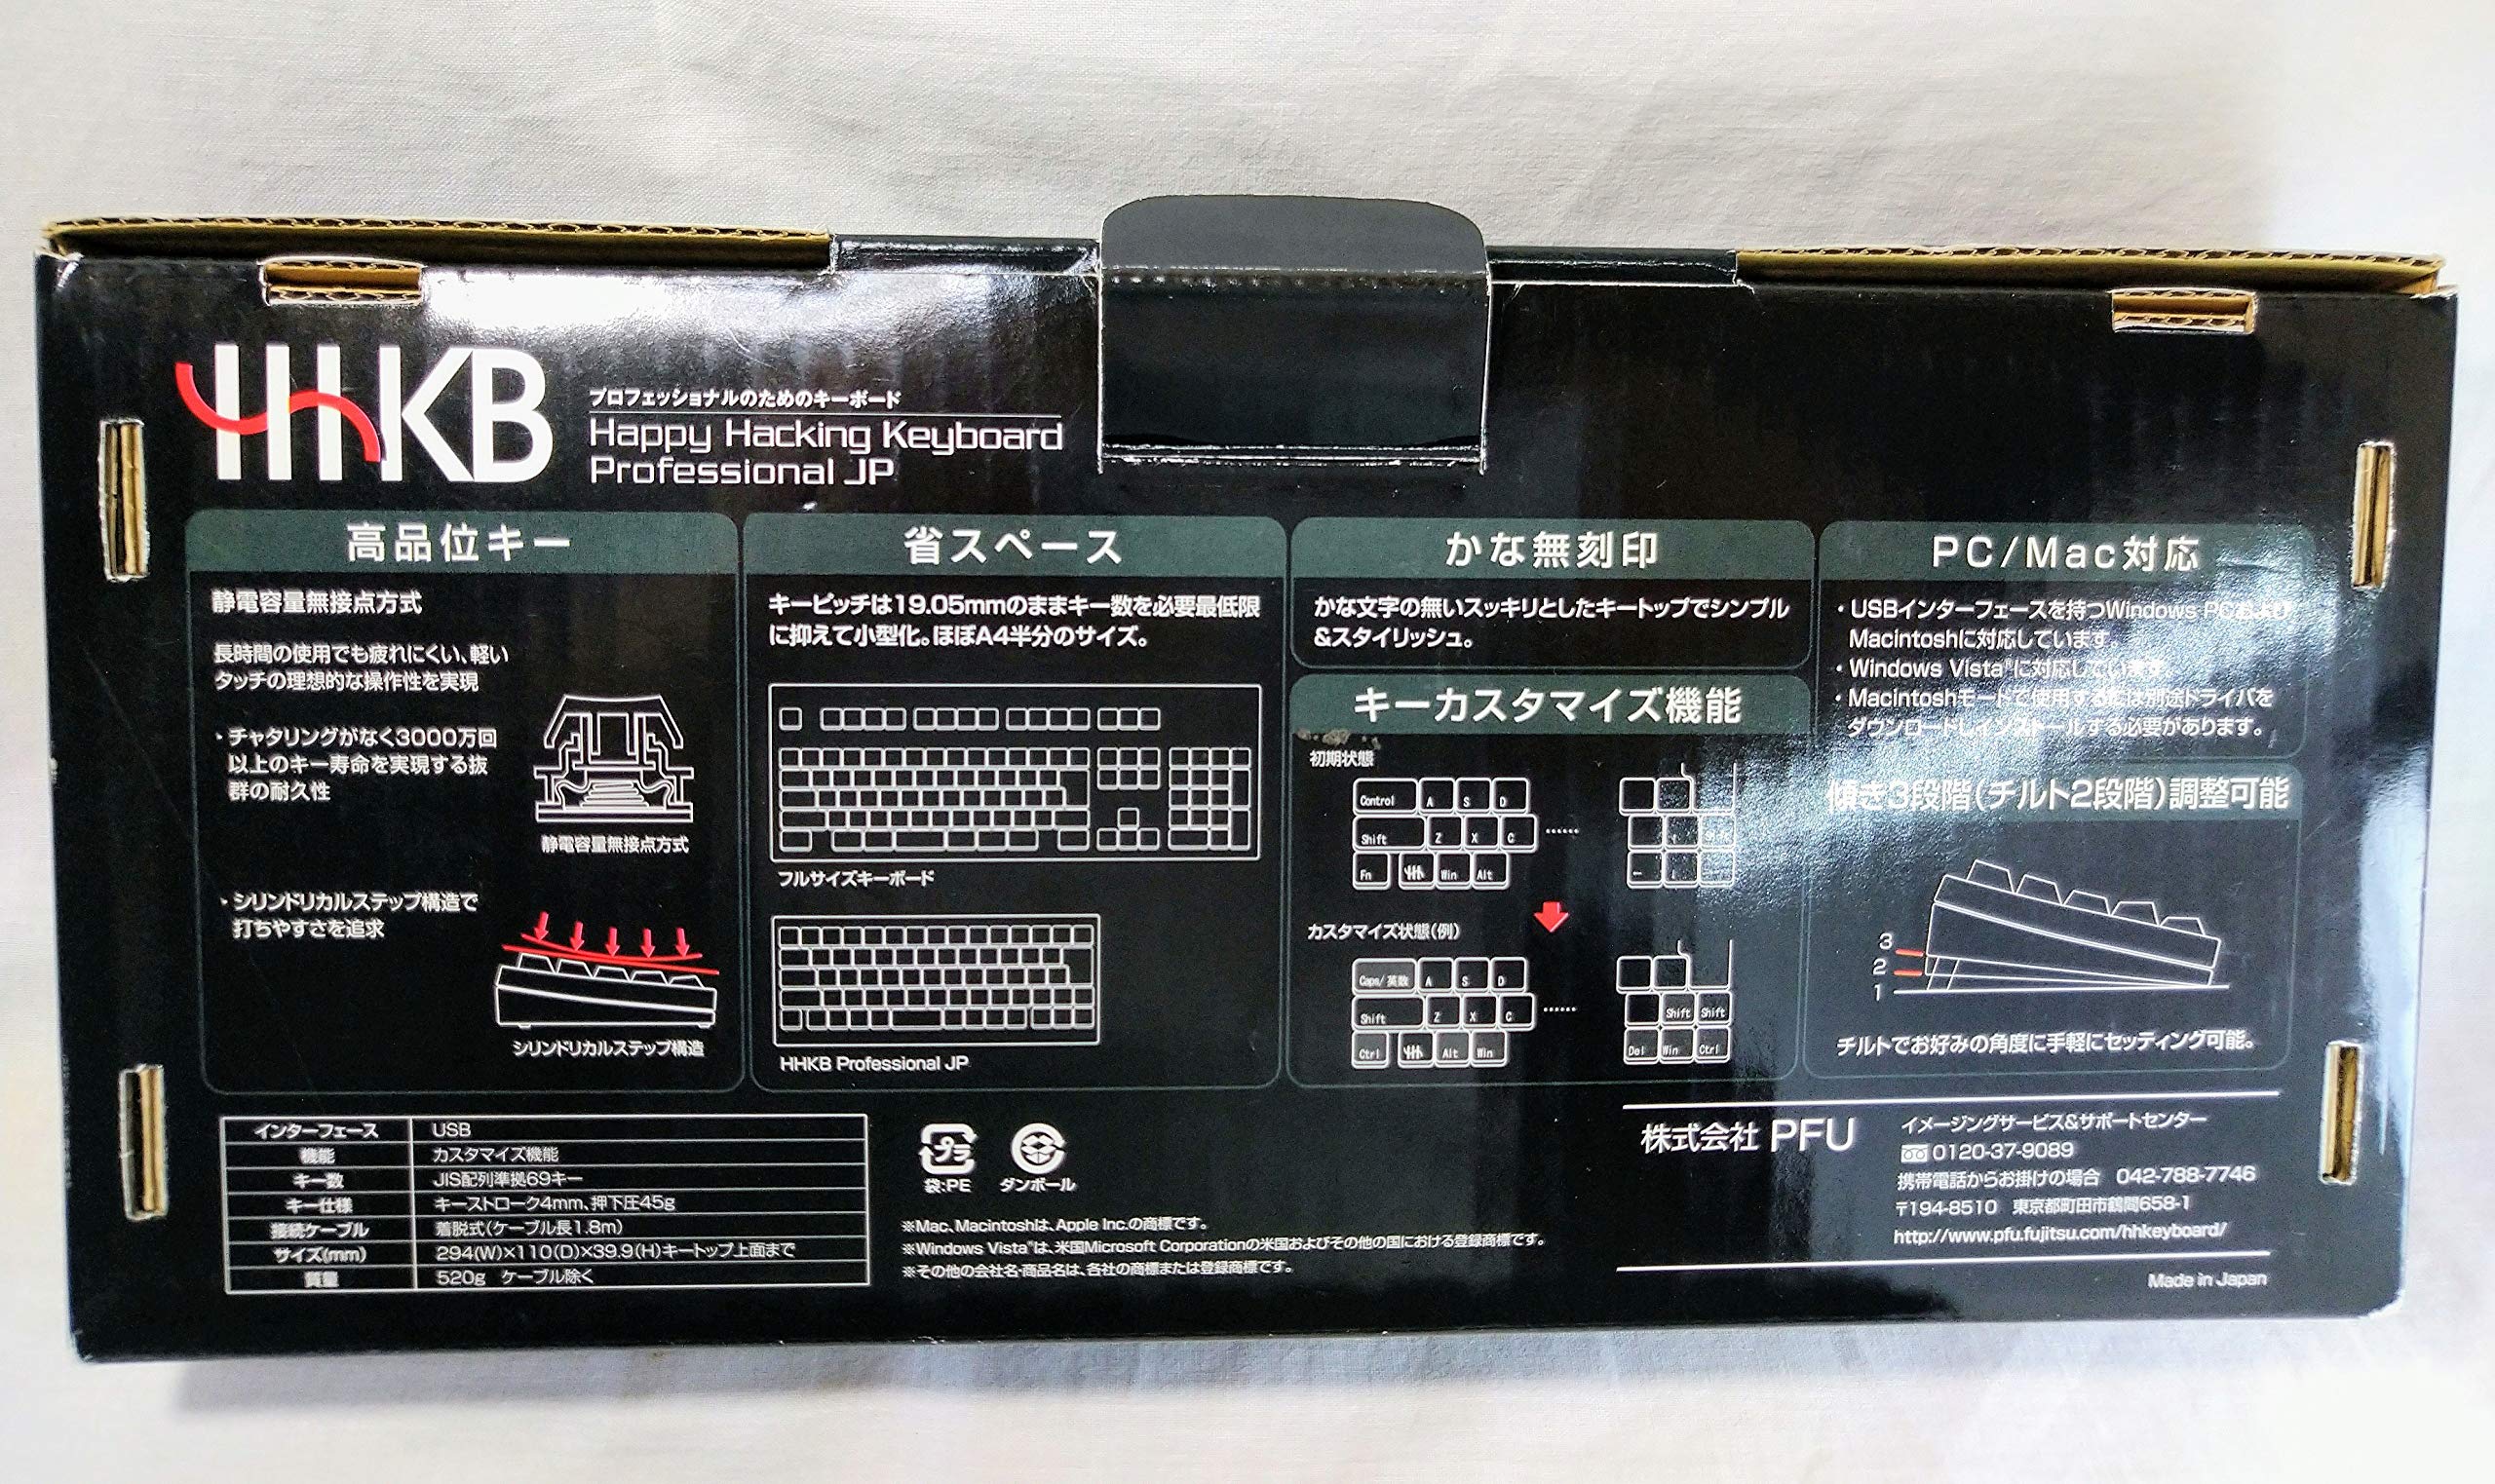 HHKB
プロフェッショナルのためのキーボード
Happy Hacking Keyboard
Professional JP
高品位キー
静電容量無接点方式
長時間の使用でも疲れにくい、軽い
タッチの理想的な操作性を実現
・チャタリングがなく3000万回
以上のキー寿命を実現する抜
群の耐久性
静電容量無接点方式
・シリンドリカルステップ構造で
打ちやすさを追求
シリンドリカルステップ構造
省スペース
キーピッチは19.05mmのままキー数を必要最低限
に抑えて小型化。ほぼA4半分のサイズ。
フルサイズキーボード
HHKB Professional JP
かな無刻印
かな文字の無いスッキリとしたキートップでシンプル
&スタイリッシュ。
キーカスタマイズ機能
初期状態
Control A S D
Shift Z X C ……
Fn Win Alt
←
カスタマイズ状態(例)
Caps/英数 A S D
Shift Z X C ……
Ctrl Alt Win
Shift Shift
Del Win Ctrl
PC/Mac対応
・USBインターフェースを持つWindows PCおよび
Macintoshに対応しています。
・Windows Vista®に対応しています。
・Macintoshモードで使用するには別途ドライバを
ダウンロードしインストールする必要があります。
傾き3段階(チルト2段階)調整可能
3
2
1
チルトでお好みの角度に手軽にセッティング可能。
インターフェース USB
機能 カスタマイズ機能
キー数 JIS配列準拠69キー
キー仕様 キーストローク4mm、押下圧45g
接続ケーブル 着脱式(ケーブル長1.8m)
サイズ(mm) 294(W)×110(D)×39.9(H)キートップ上面まで
質量 520g ケーブル除く
プラ
袋:PE ダンボール
※Mac、Macintoshは、Apple Inc.の商標です。
※Windows Vista®は、米国Microsoft Corporationの米国およびその他の国における登録商標です。
※その他の会社名・商品名は、各社の商標または登録商標です。
株式会社 PFU
イメージングサービス&サポートセンター
0120-37-9089
携帯電話からお掛けの場合 042-788-7746
〒194-8510 東京都町田市鶴間658-1
http://www.pfu.fujitsu.com/hhkeyboard/
Made in Japan